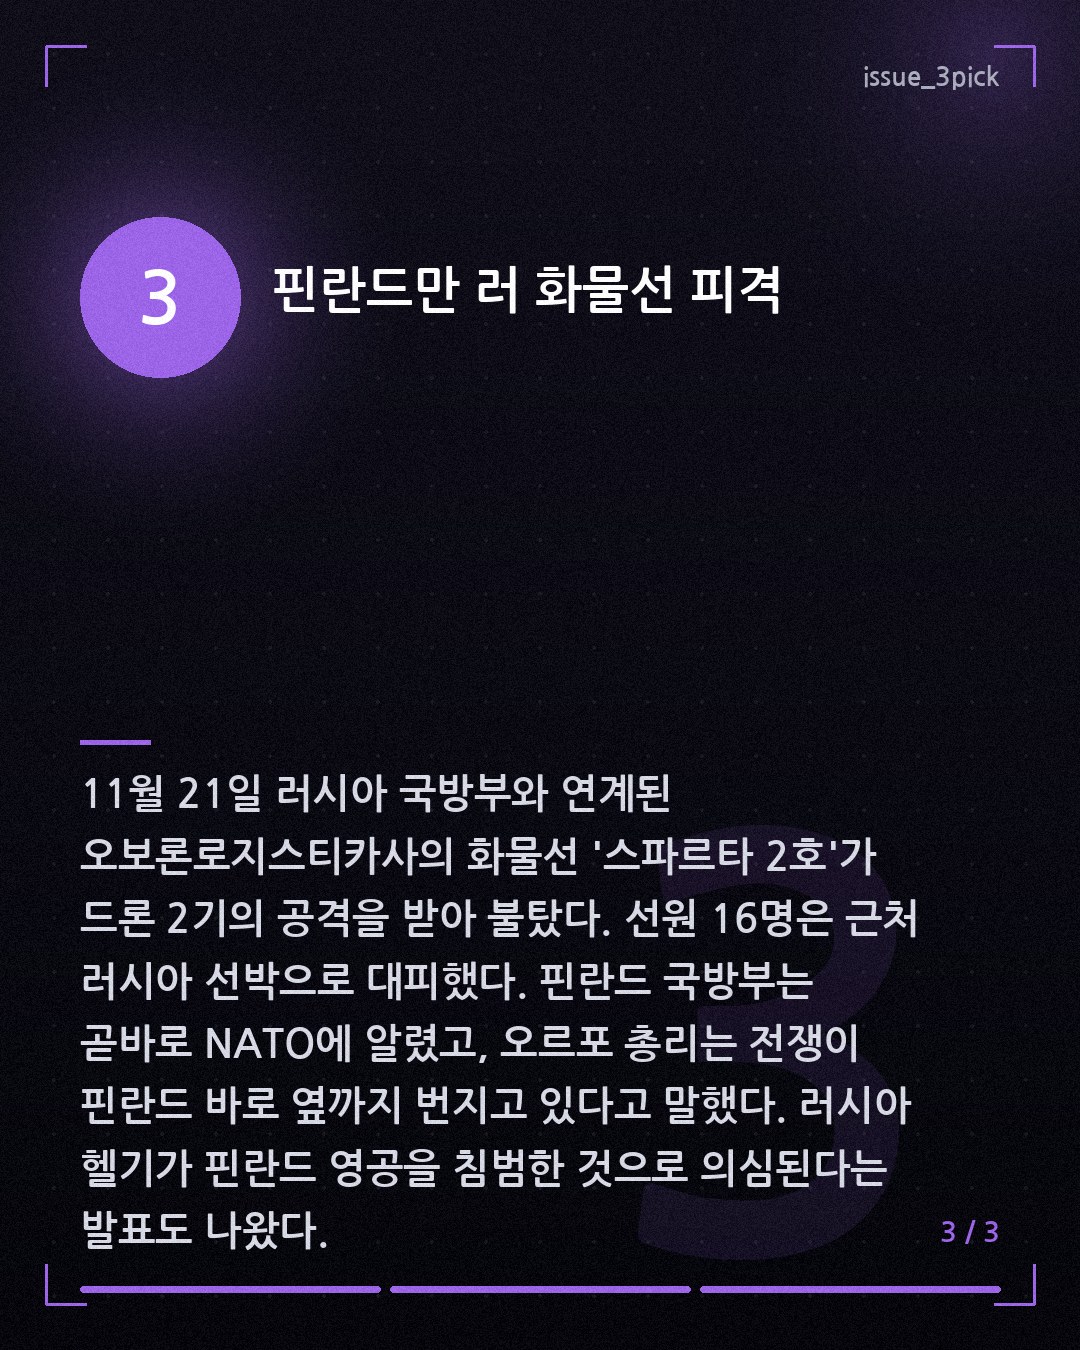 issue_3pick
3
핀란드만 러 화물선 피격
11월 21일 러시아 국방부와 연계된
오보론로지스티카사의 화물선 '스파르타 2호'가
드론 2기의 공격을 받아 불탔다. 선원 16명은 근처
러시아 선박으로 대피했다. 핀란드 국방부는
곧바로 NATO에 알렸고, 오르포 총리는 전쟁이
핀란드 바로 옆까지 번지고 있다고 말했다. 러시아
헬기가 핀란드 영공을 침범한 것으로 의심된다는
발표도 나왔다.
3
3 / 3